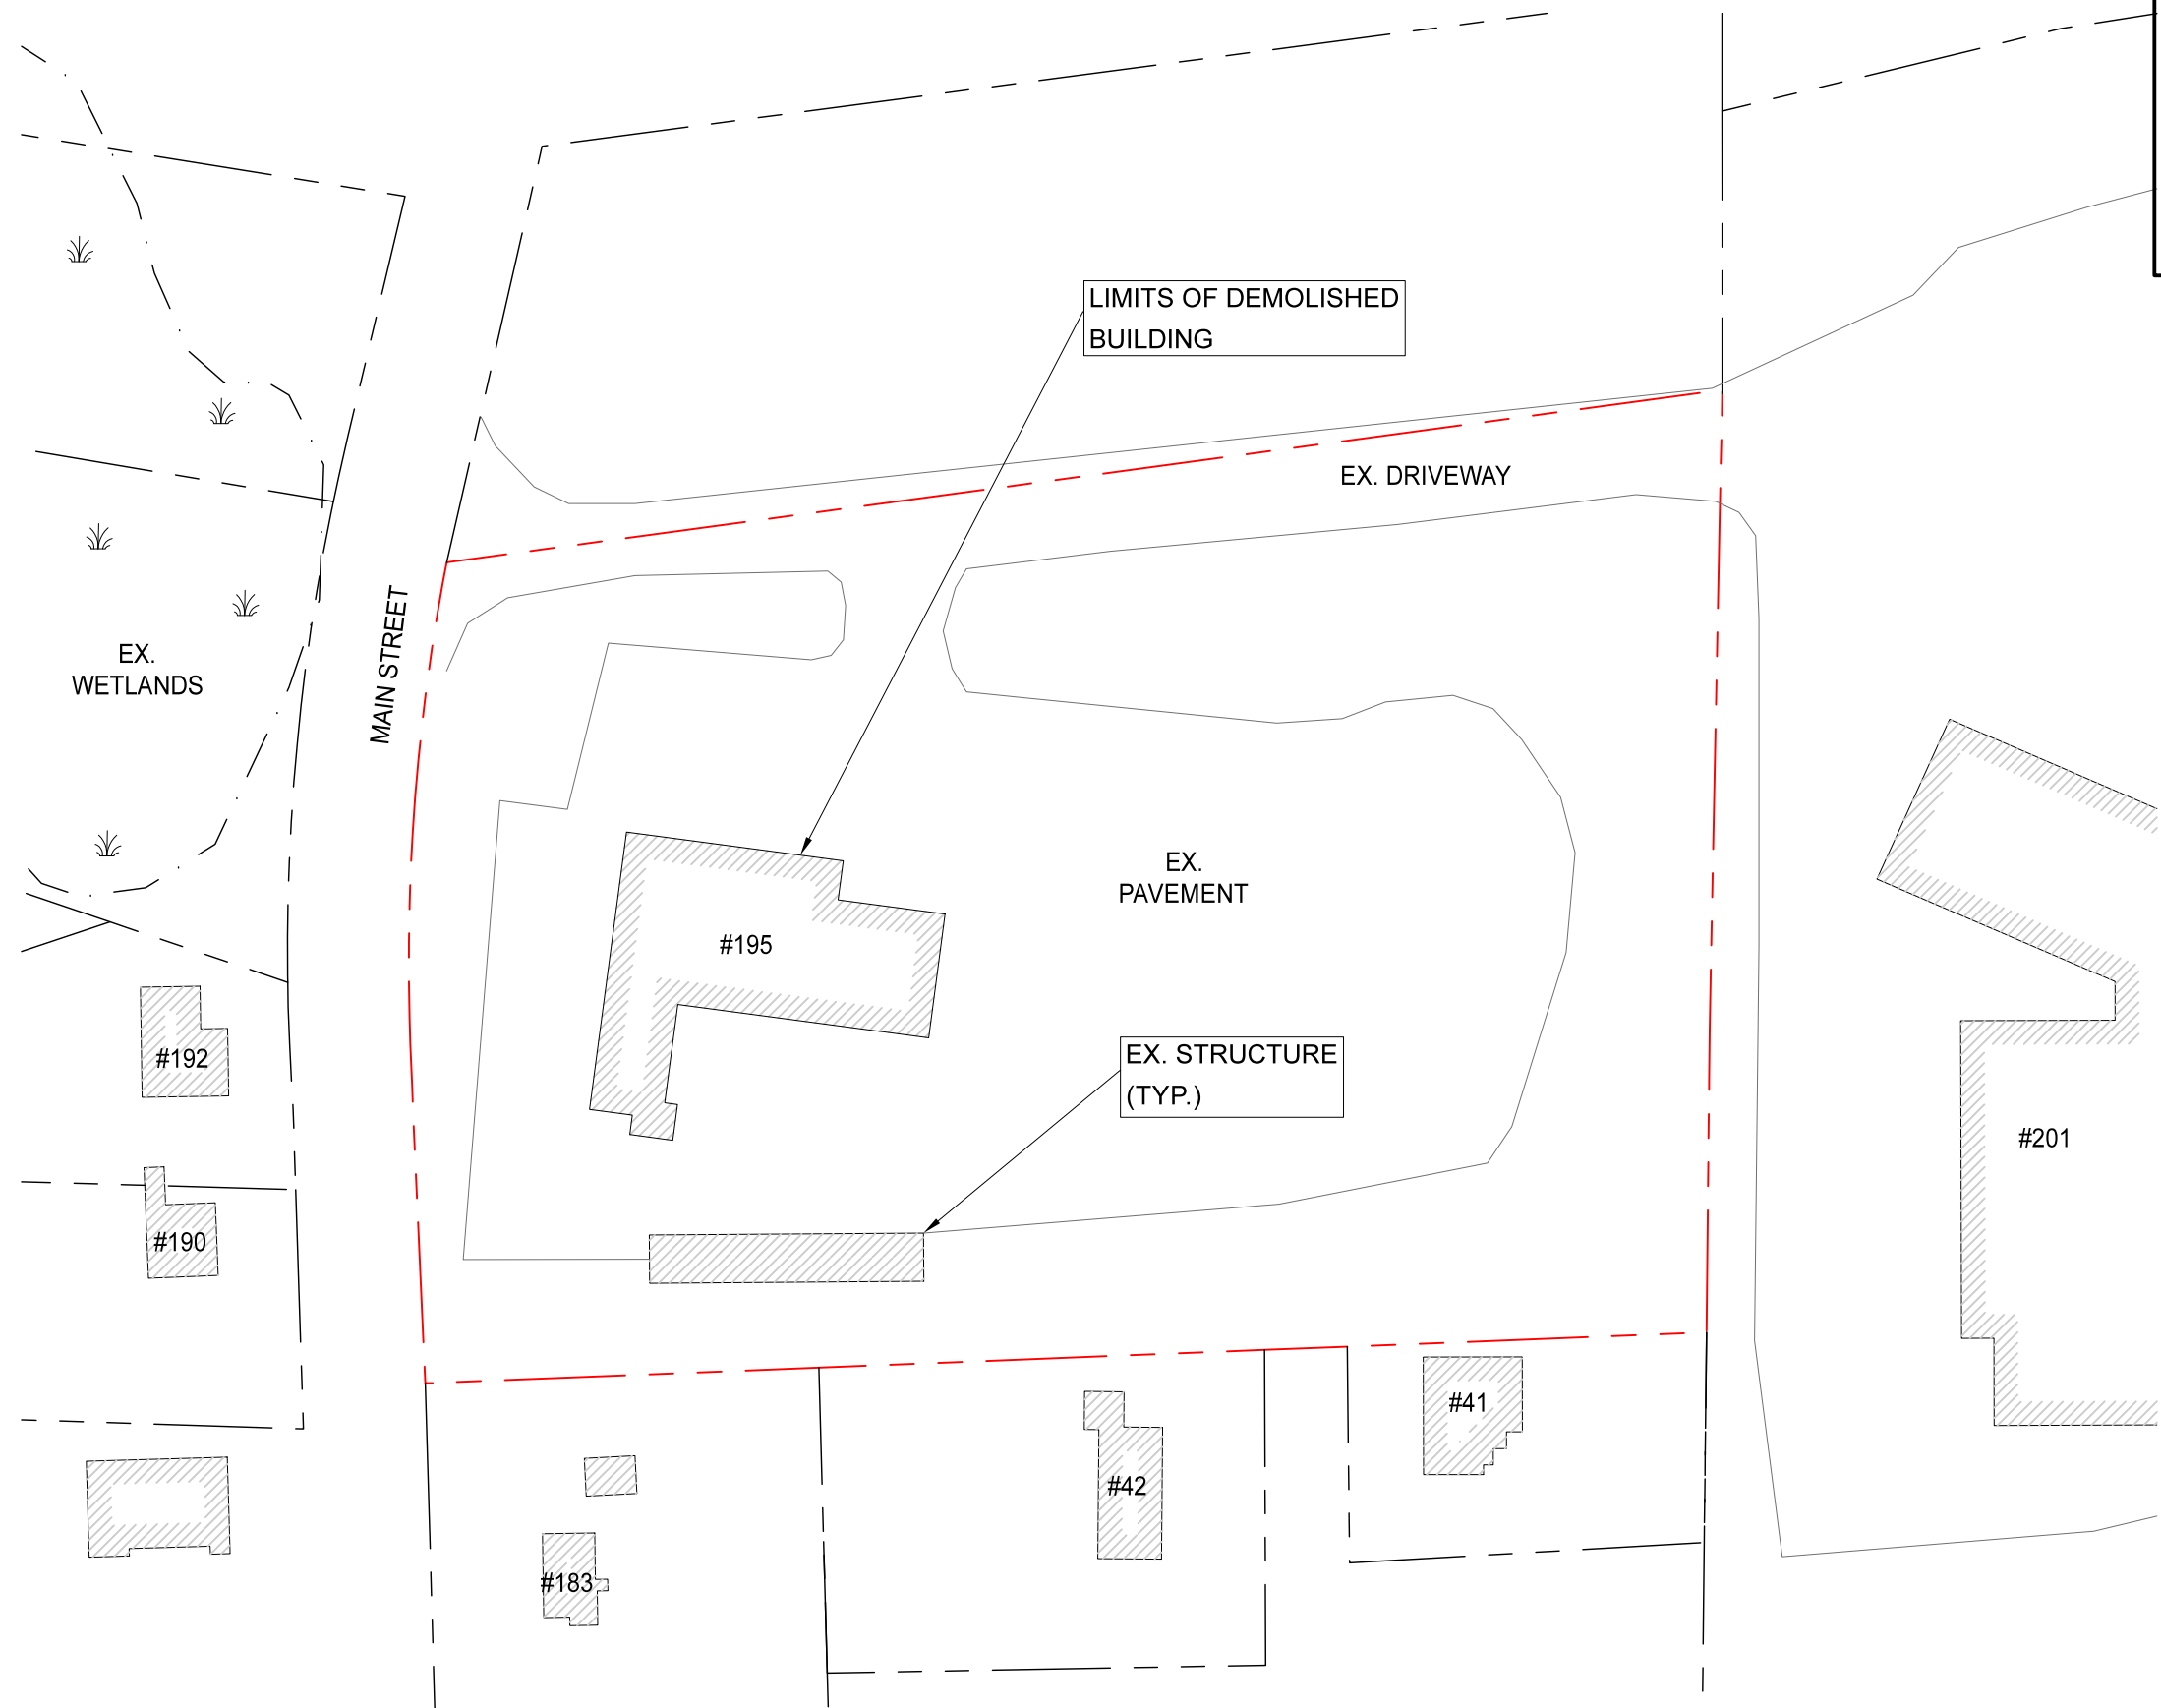 LIMITS OF DEMOLISHED
BUILDING
EX. DRIVEWAY
MAIN STREET
EX.
WETLANDS
EX.
PAVEMENT
#195
EX. STRUCTURE
(TYP.)
#192
#201
#190
#41
#42
#183